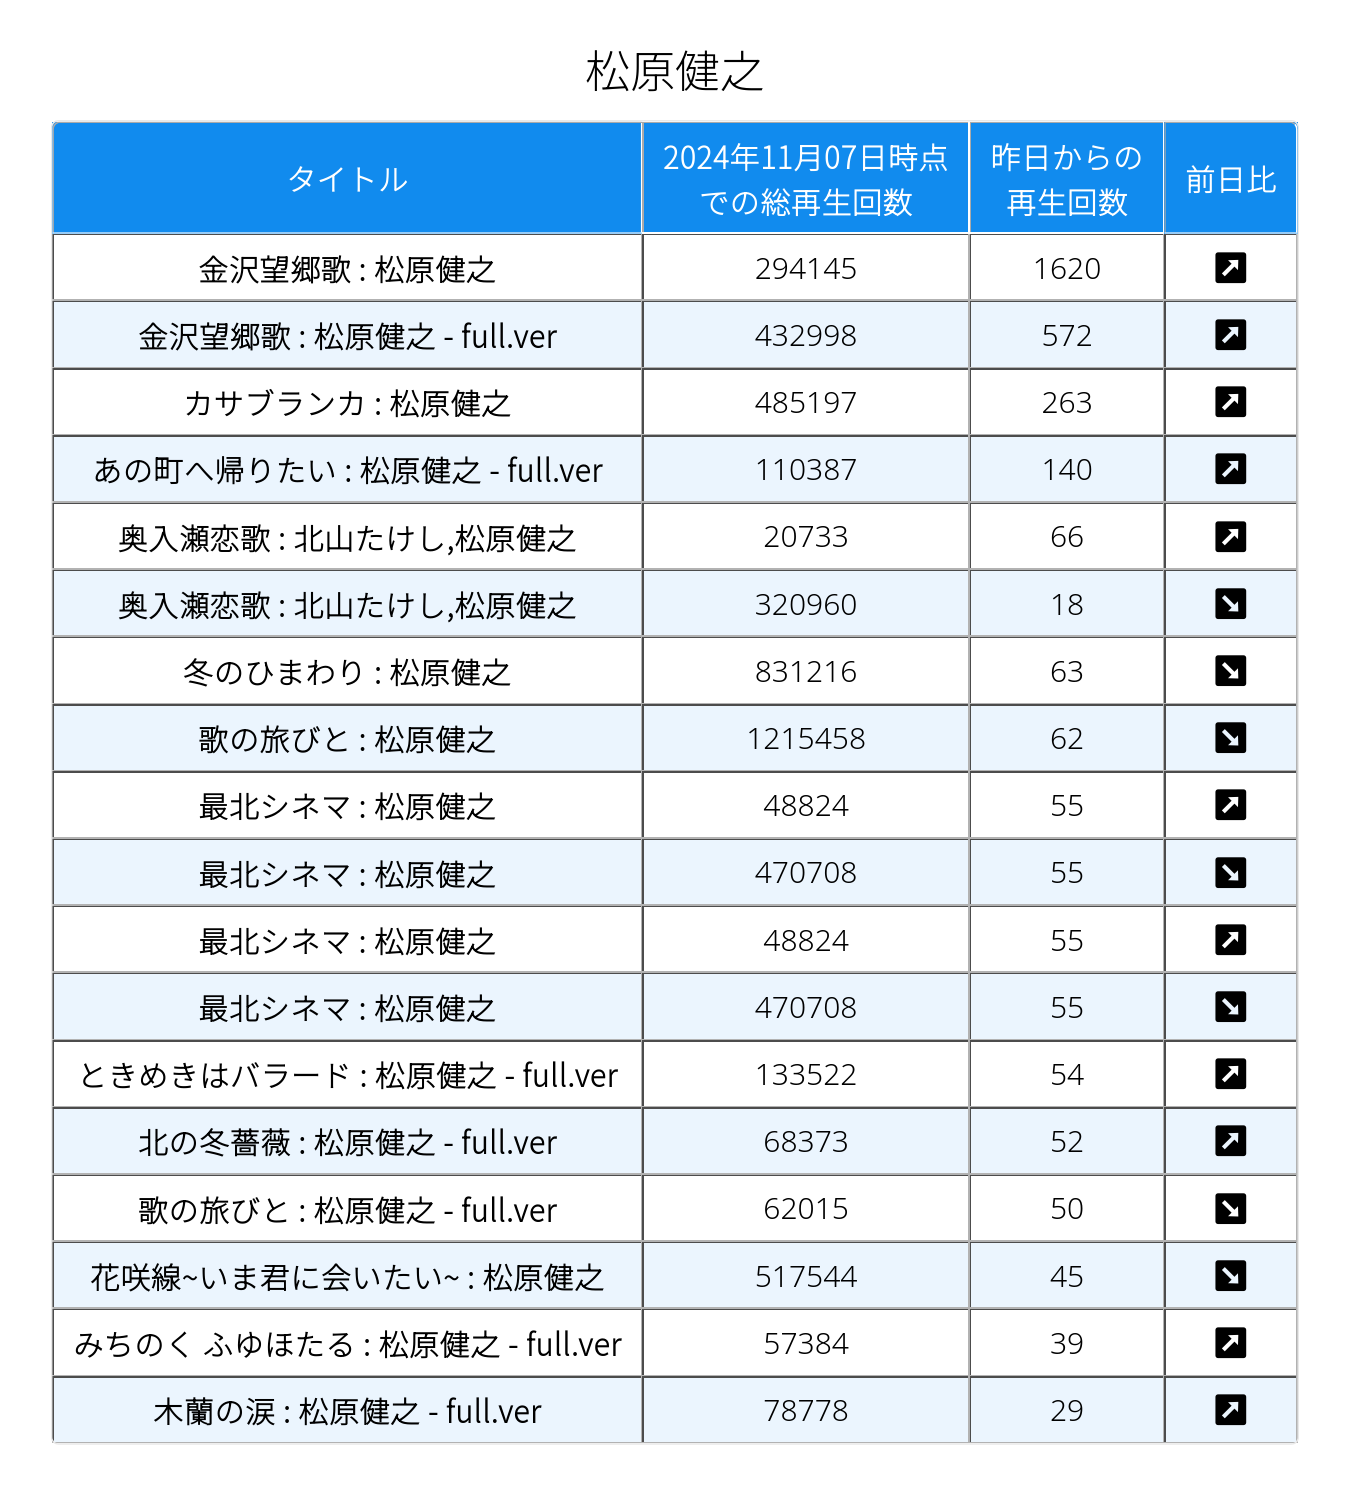 松原健之
タイトル
2024年11月07日時点
での総再生回数
昨日からの
再生回数
前日比
金沢望郷歌 : 松原健之 294145 1620
金沢望郷歌 : 松原健之 - full.ver 432998 572
カサブランカ : 松原健之 485197 263
あの町へ帰りたい : 松原健之 - full.ver 110387 140
奥入瀬恋歌 : 北山たけし,松原健之 20733 66
奥入瀬恋歌 : 北山たけし,松原健之 320960 18
冬のひまわり : 松原健之 831216 63
歌の旅びと : 松原健之 1215458 62
最北シネマ : 松原健之 48824 55
最北シネマ : 松原健之 470708 55
最北シネマ : 松原健之 48824 55
最北シネマ : 松原健之 470708 55
ときめきはバラード : 松原健之 - full.ver 133522 54
北の冬薔薇 : 松原健之 - full.ver 68373 52
歌の旅びと : 松原健之 - full.ver 62015 50
花咲線~いま君に会いたい~ : 松原健之 517544 45
みちのく ふゆほたる : 松原健之 - full.ver 57384 39
木蘭の涙 : 松原健之 - full.ver 78778 29